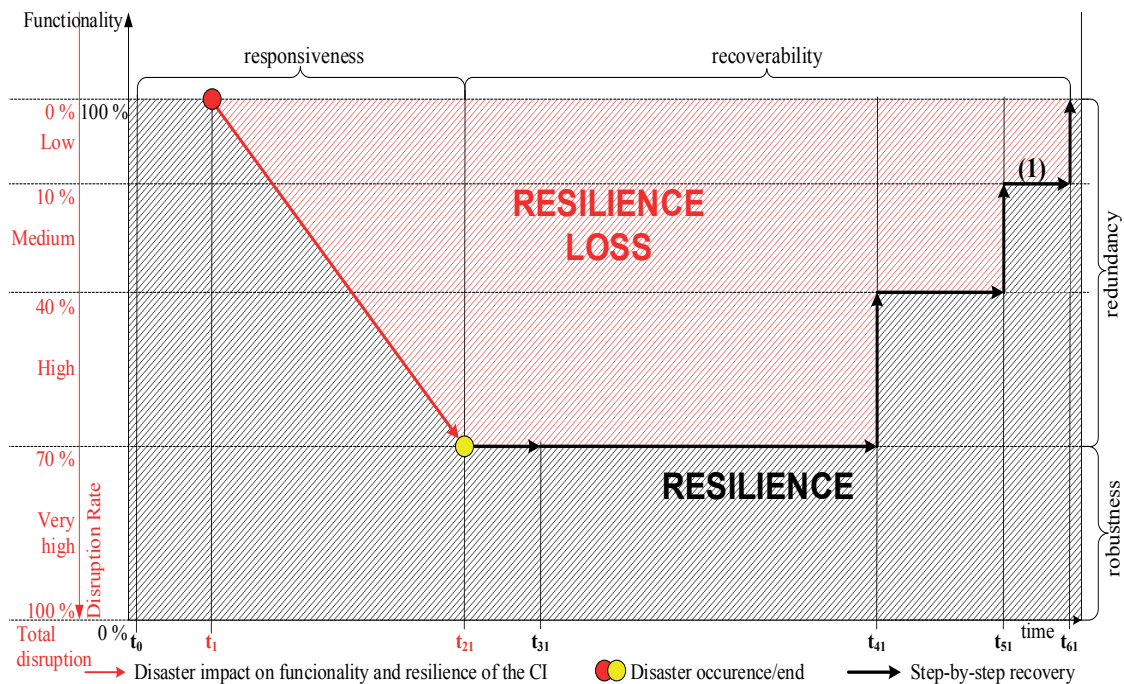 Functionality
responsiveness
recoverability
0 % 100 %
Low
10 %
Medium
40 %
High
70 %
Very
high
100 %
Total
disruption
Disruption Rate
0 %
RESILIENCE
LOSS
(1)
RESILIENCE
redundancy
robustness
t0 t1 t21 t31 t41 t51 time t61
Disaster impact on funcionality and resilience of the CI Disaster occurence/end Step-by-step recovery